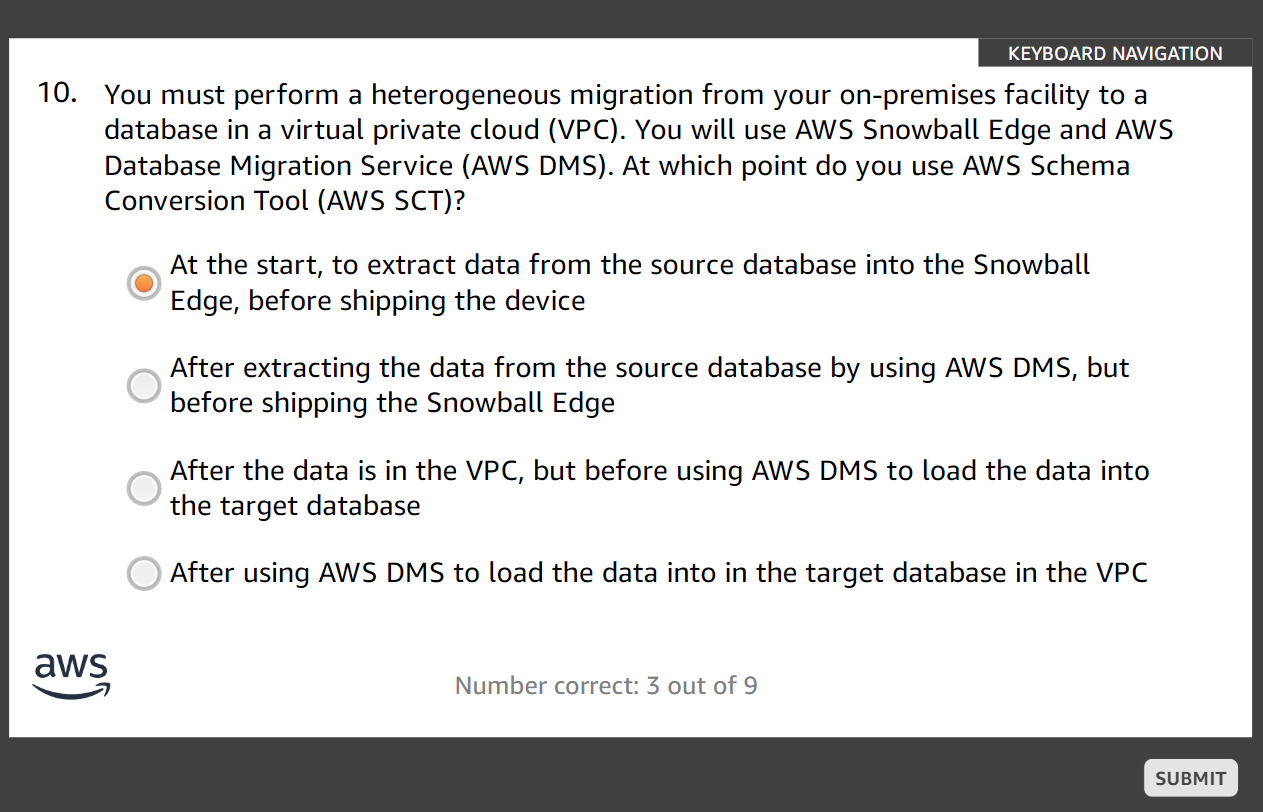 KEYBOARD NAVIGATION
10. You must perform a heterogeneous migration from your on-premises facility to a
database in a virtual private cloud (VPC). You will use AWS Snowball Edge and AWS
Database Migration Service (AWS DMS). At which point do you use AWS Schema
Conversion Tool (AWS SCT)?
At the start, to extract data from the source database into the Snowball
Edge, before shipping the device
After extracting the data from the source database by using AWS DMS, but
before shipping the Snowball Edge
After the data is in the VPC, but before using AWS DMS to load the data into
the target database
After using AWS DMS to load the data into in the target database in the VPC
aws
Number correct: 3 out of 9
SUBMIT